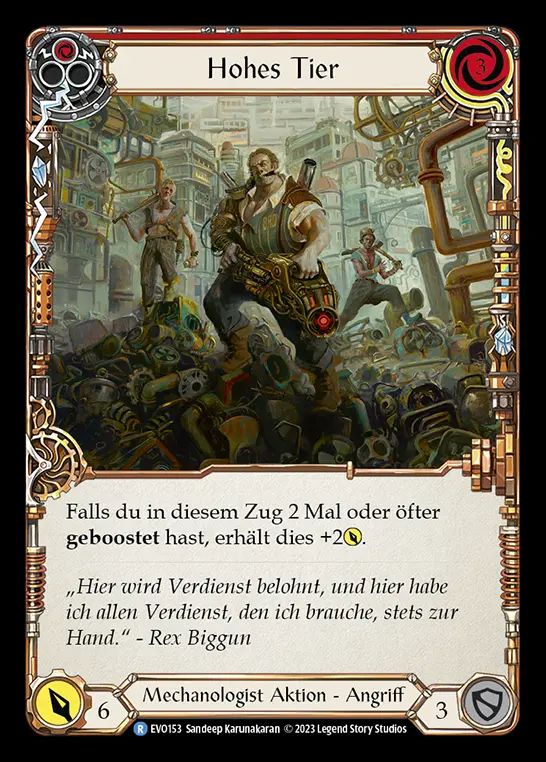 Hohes Tier
3
Falls du in diesem Zug 2 Mal oder öfter
geboostet hast, erhält dies +2.
„Hier wird Verdienst belohnt, und hier habe
ich allen Verdienst, den ich brauche, stets zur
Hand.“ - Rex Biggun
6
Mechanologist Aktion - Angriff
3
R EVO153 Sandeep Karunakaran © 2023 Legend Story Studios